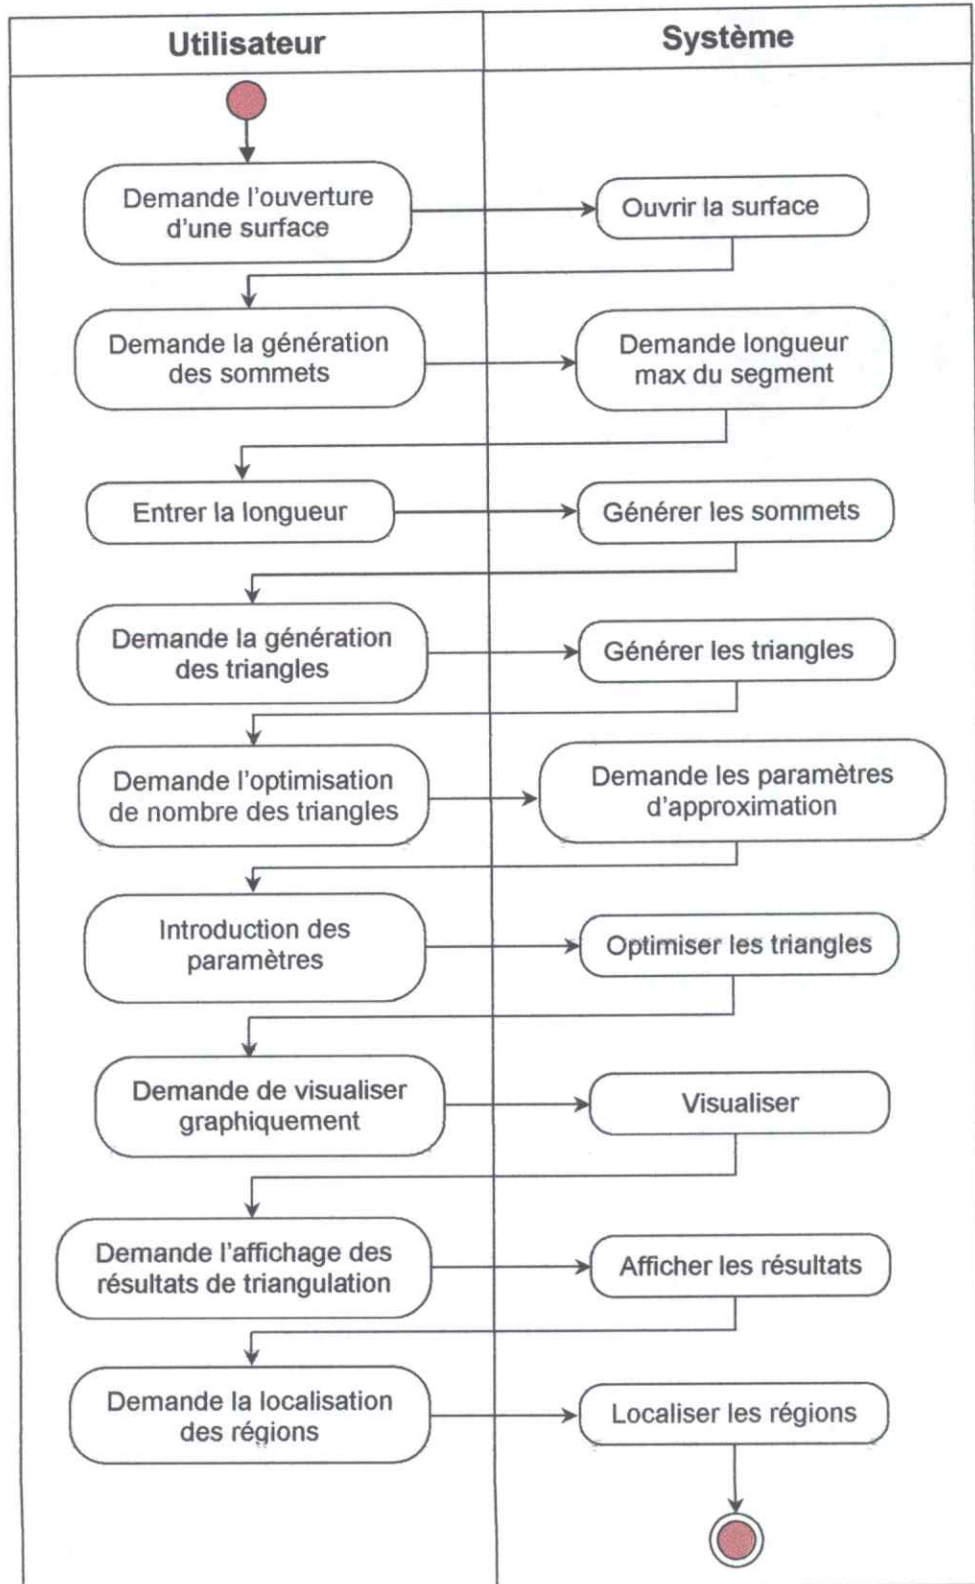 Utilisateur
Système
Demande l'ouverture
d'une surface
Ouvrir la surface
Demande la génération
des sommets
Demande longueur
max du segment
Entrer la longueur
Générer les sommets
Demande la génération
des triangles
Générer les triangles
Demande l'optimisation
de nombre des triangles
Demande les paramètres
d'approximation
Introduction des
paramètres
Optimiser les triangles
Demande de visualiser
graphiquement
Visualiser
Demande l'affichage des
résultats de triangulation
Afficher les résultats
Demande la localisation
des régions
Localiser les régions